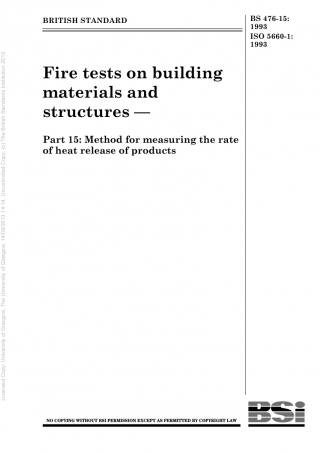 BRITISH STANDARD
BS 476-15:
1993
ISO 5660-1:
1993
Fire tests on building
materials and
structures —
Part 15: Method for measuring the rate
of heat release of products
Licensed Copy: University of Glasgow, The University of Glasgow, 14/03/2013 14:14, Uncontrolled Copy, (c) The British Standards Institution 2013
NO COPYING WITHOUT BSI PERMISSION EXCEPT AS PERMITTED BY COPYRIGHT LAW
BSi